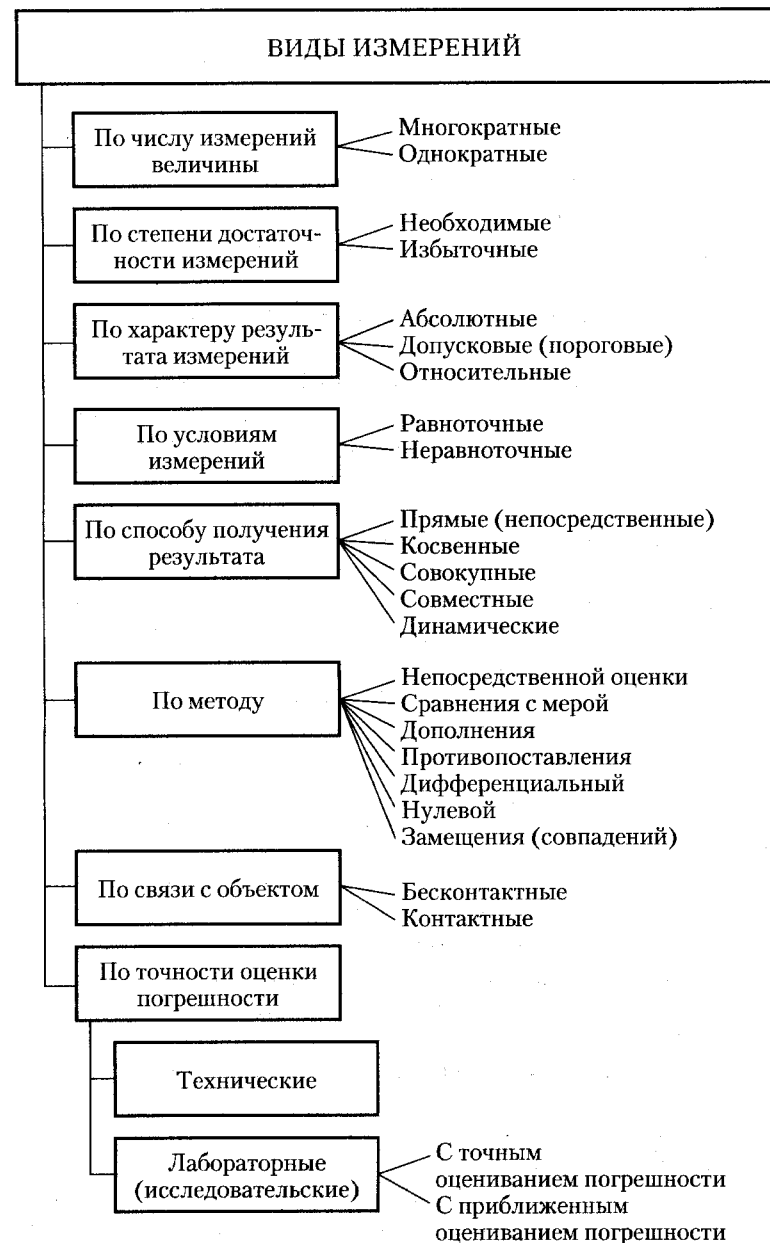 ВИДЫ ИЗМЕРЕНИЙ
По числу измерений
величины
Многократные
Однократные
По степени достаточ-
ности измерений
Необходимые
Избыточные
По характеру резуль-
тата измерений
Абсолютные
Допусковые (пороговые)
Относительные
По условиям
измерений
Равноточные
Неравноточные
По способу получения
результата
Прямые (непосредственные)
Косвенные
Совокупные
Совместные
Динамические
По методу
Непосредственной оценки
Сравнения с мерой
Дополнения
Противопоставления
Дифференциальный
Нулевой
Замещения (совпадений)
По связи с объектом
Бесконтактные
Контактные
По точности оценки
погрешности
Технические
Лабораторные
(исследовательские)
С точным
оцениванием погрешности
С приближенным
оцениванием погрешности